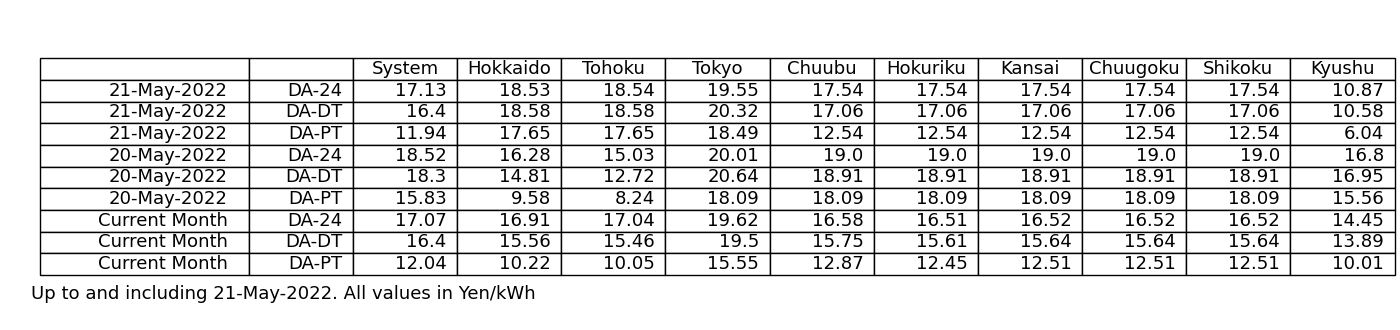 System Hokkaido Tohoku Tokyo Chuubu Hokuriku Kansai Chuugoku Shikoku Kyushu
21-May-2022 DA-24 17.13 18.53 18.54 19.55 17.54 17.54 17.54 17.54 17.54 10.87
21-May-2022 DA-DT 16.4 18.58 18.58 20.32 17.06 17.06 17.06 17.06 17.06 10.58
21-May-2022 DA-PT 11.94 17.65 17.65 18.49 12.54 12.54 12.54 12.54 12.54 6.04
20-May-2022 DA-24 18.52 16.28 15.03 20.01 19.0 19.0 19.0 19.0 19.0 16.8
20-May-2022 DA-DT 18.3 14.81 12.72 20.64 18.91 18.91 18.91 18.91 18.91 16.95
20-May-2022 DA-PT 15.83 9.58 8.24 18.09 18.09 18.09 18.09 18.09 18.09 15.56
Current Month DA-24 17.07 16.91 17.04 19.62 16.58 16.51 16.52 16.52 16.52 14.45
Current Month DA-DT 16.4 15.56 15.46 19.5 15.75 15.61 15.64 15.64 15.64 13.89
Current Month DA-PT 12.04 10.22 10.05 15.55 12.87 12.45 12.51 12.51 12.51 10.01
Up to and including 21-May-2022. All values in Yen/kWh